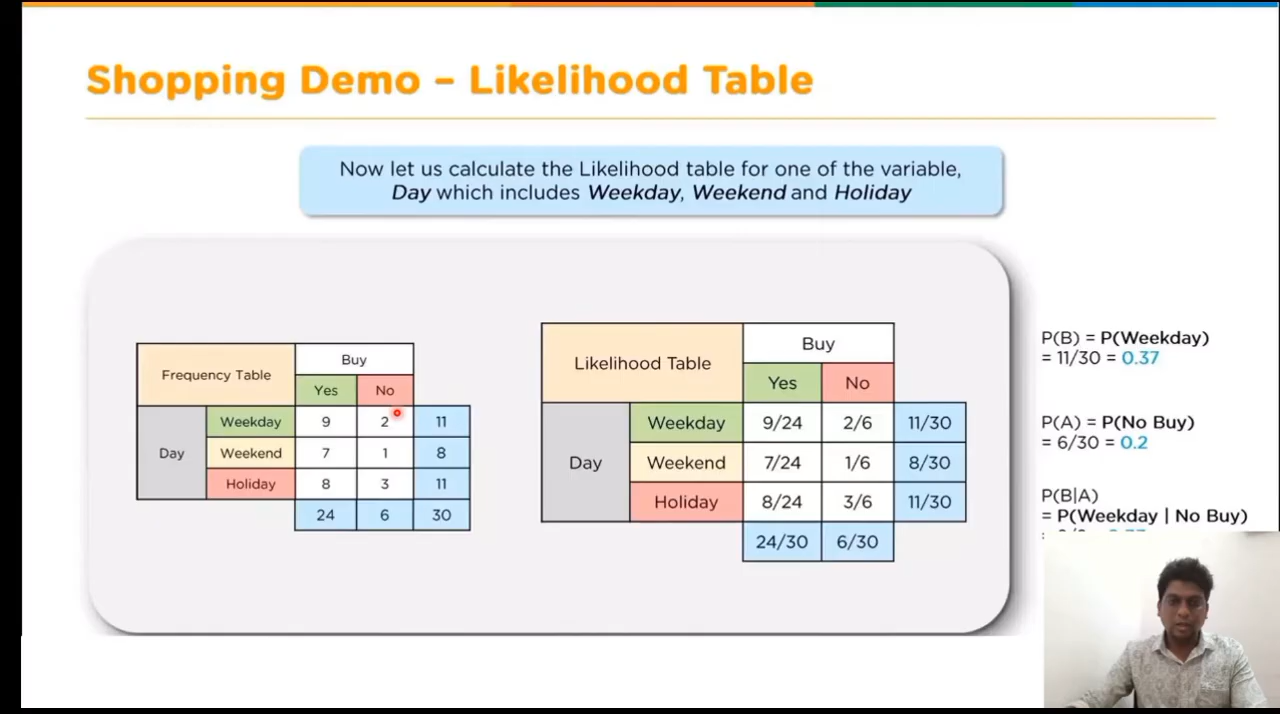 Shopping Demo – Likelihood Table
Now let us calculate the Likelihood table for one of the variable,
Day which includes Weekday, Weekend and Holiday
Frequency Table
Buy
Yes No
Day
Weekday 9 2 11
Weekend 7 1 8
Holiday 8 3 11
24 6 30
Likelihood Table
Buy
Yes No
Day
Weekday 9/24 2/6 11/30
Weekend 7/24 1/6 8/30
Holiday 8/24 3/6 11/30
24/30 6/30
P(B) = P(Weekday)
= 11/30 = 0.37
P(A) = P(No Buy)
= 6/30 = 0.2
P(B|A)
= P(Weekday | No Buy)